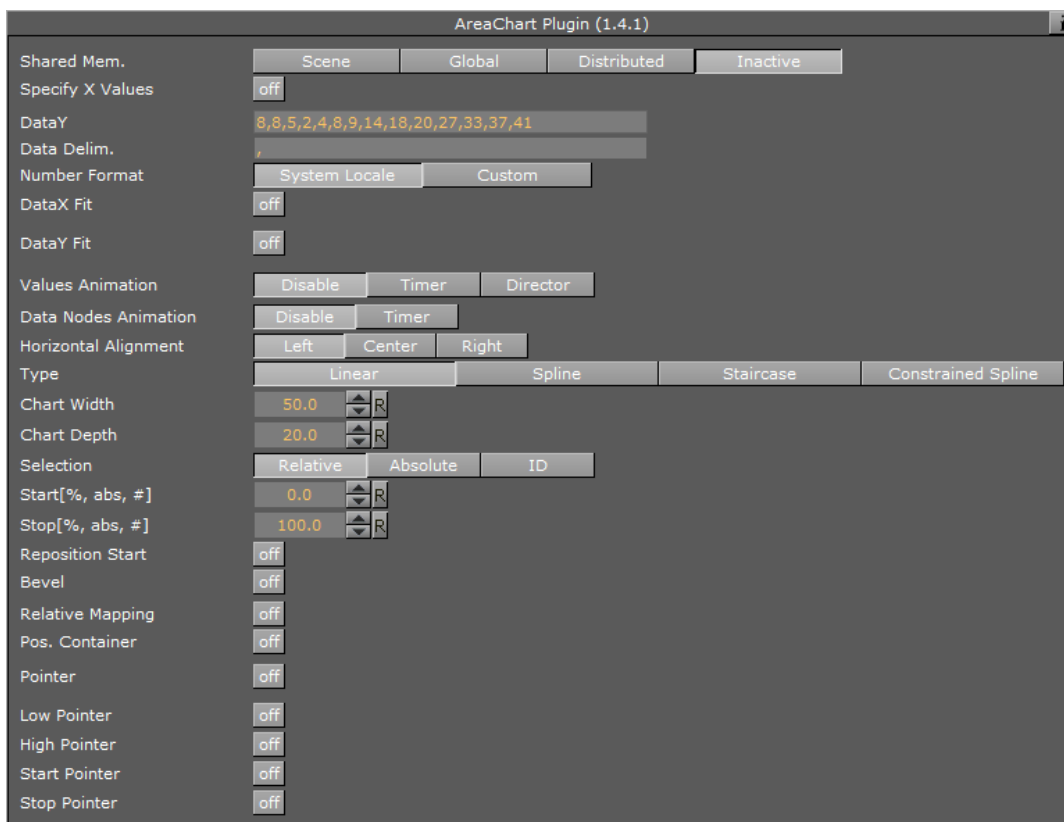 AreaChart Plugin (1.4.1)
Shared Mem. Scene Global Distributed Inactive
Specify X Values off
DataY 8,8,5,2,4,8,9,14,18,20,27,33,37,41
Data Delim. ,
Number Format System Locale Custom
DataX Fit off
DataY Fit off
Values Animation Disable Timer Director
Data Nodes Animation Disable Timer
Horizontal Alignment Left Center Right
Type Linear Spline Staircase Constrained Spline
Chart Width 50.0 R
Chart Depth 20.0 R
Selection Relative Absolute ID
Start[%, abs, #] 0.0 R
Stop[%, abs, #] 100.0 R
Reposition Start off
Bevel off
Relative Mapping off
Pos. Container off
Pointer off
Low Pointer off
High Pointer off
Start Pointer off
Stop Pointer off